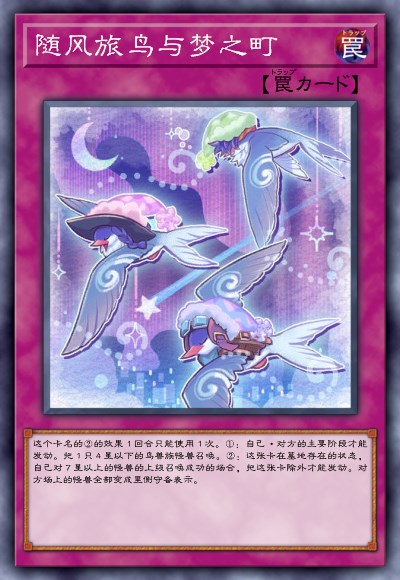 随风旅鸟与梦之町
罠
トラップ
【罠カード】
トラップ
这个卡名的②的效果1回合只能使用1次。①：自己·对方的主要阶段才能
发动。把1只4星以下的鸟兽族怪兽召唤。②：这张卡在墓地存在的状态，
自己对7星以上的怪兽的上级召唤成功的场合，把这张卡除外才能发动。对
方场上的怪兽全部变成里侧守备表示。